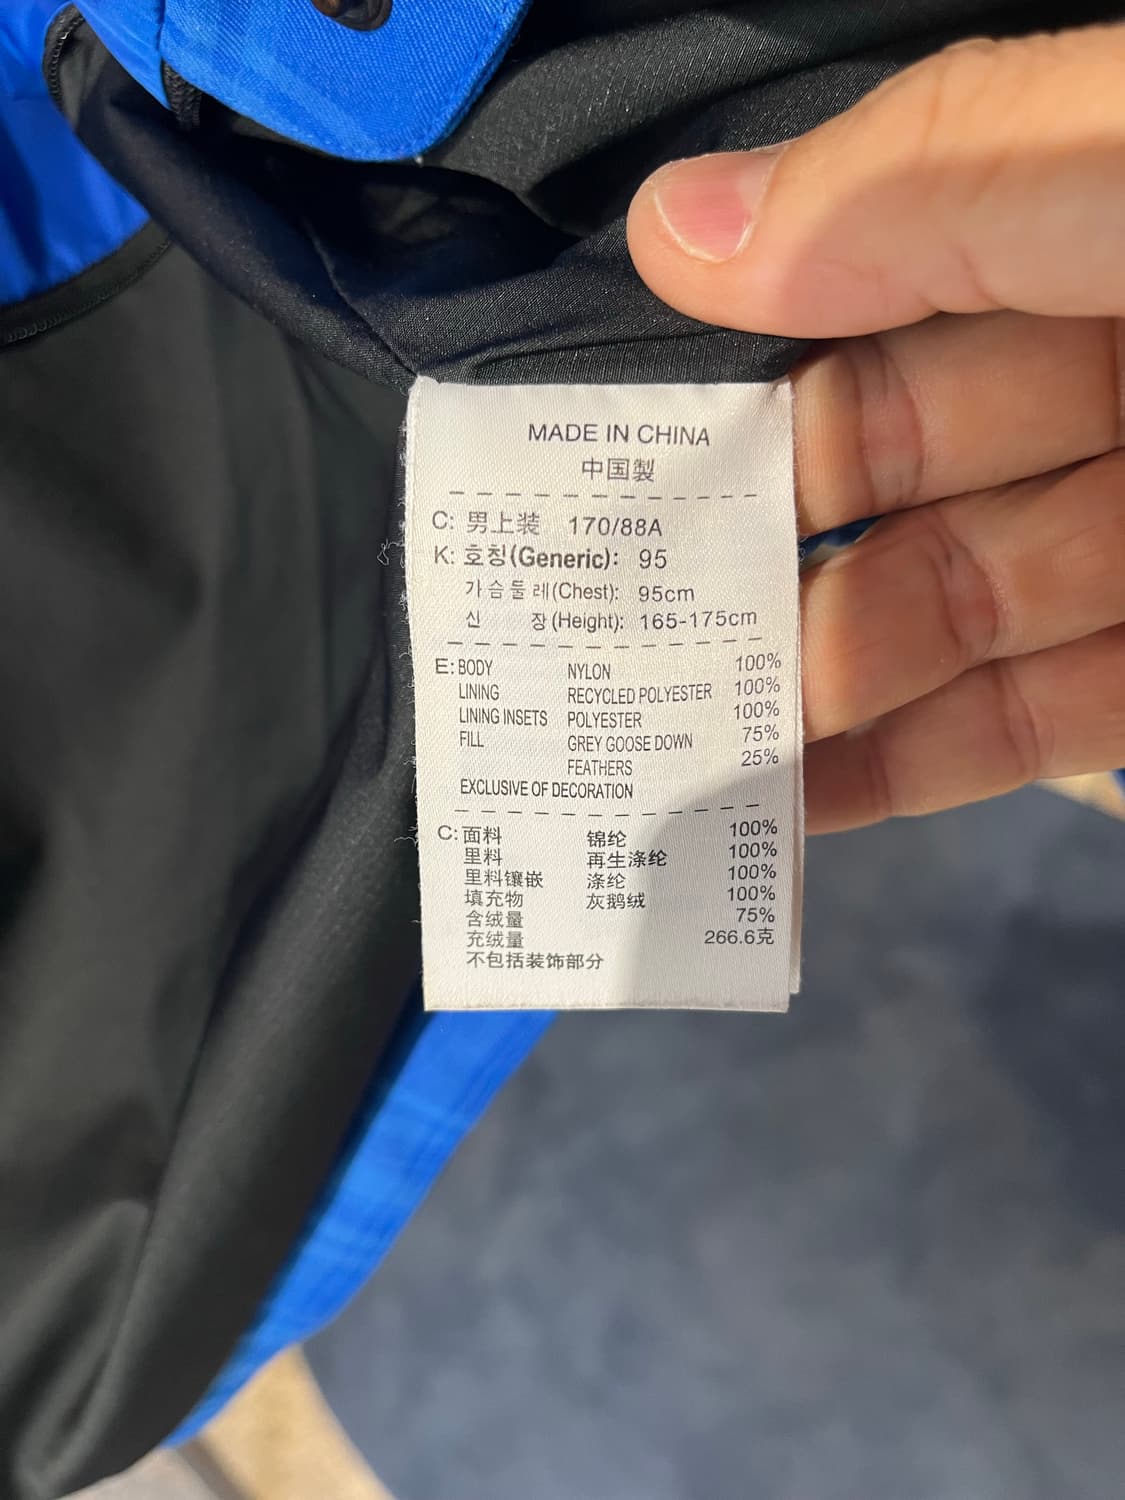 MADE IN CHINA
中国製
C: 男上装 170/88A
K: 호칭(Generic): 95
가슴둘레(Chest): 95cm
신 장(Height): 165-175cm
E: BODY NYLON 100%
LINING RECYCLED POLYESTER 100%
LINING INSETS POLYESTER 100%
FILL GREY GOOSE DOWN 75%
FEATHERS 25%
EXCLUSIVE OF DECORATION
C: 面料 锦纶 100%
里料 再生涤纶 100%
里料镶嵌 涤纶 100%
填充物 灰鹅绒 100%
含绒量 75%
充绒量 266.6克
不包括装饰部分